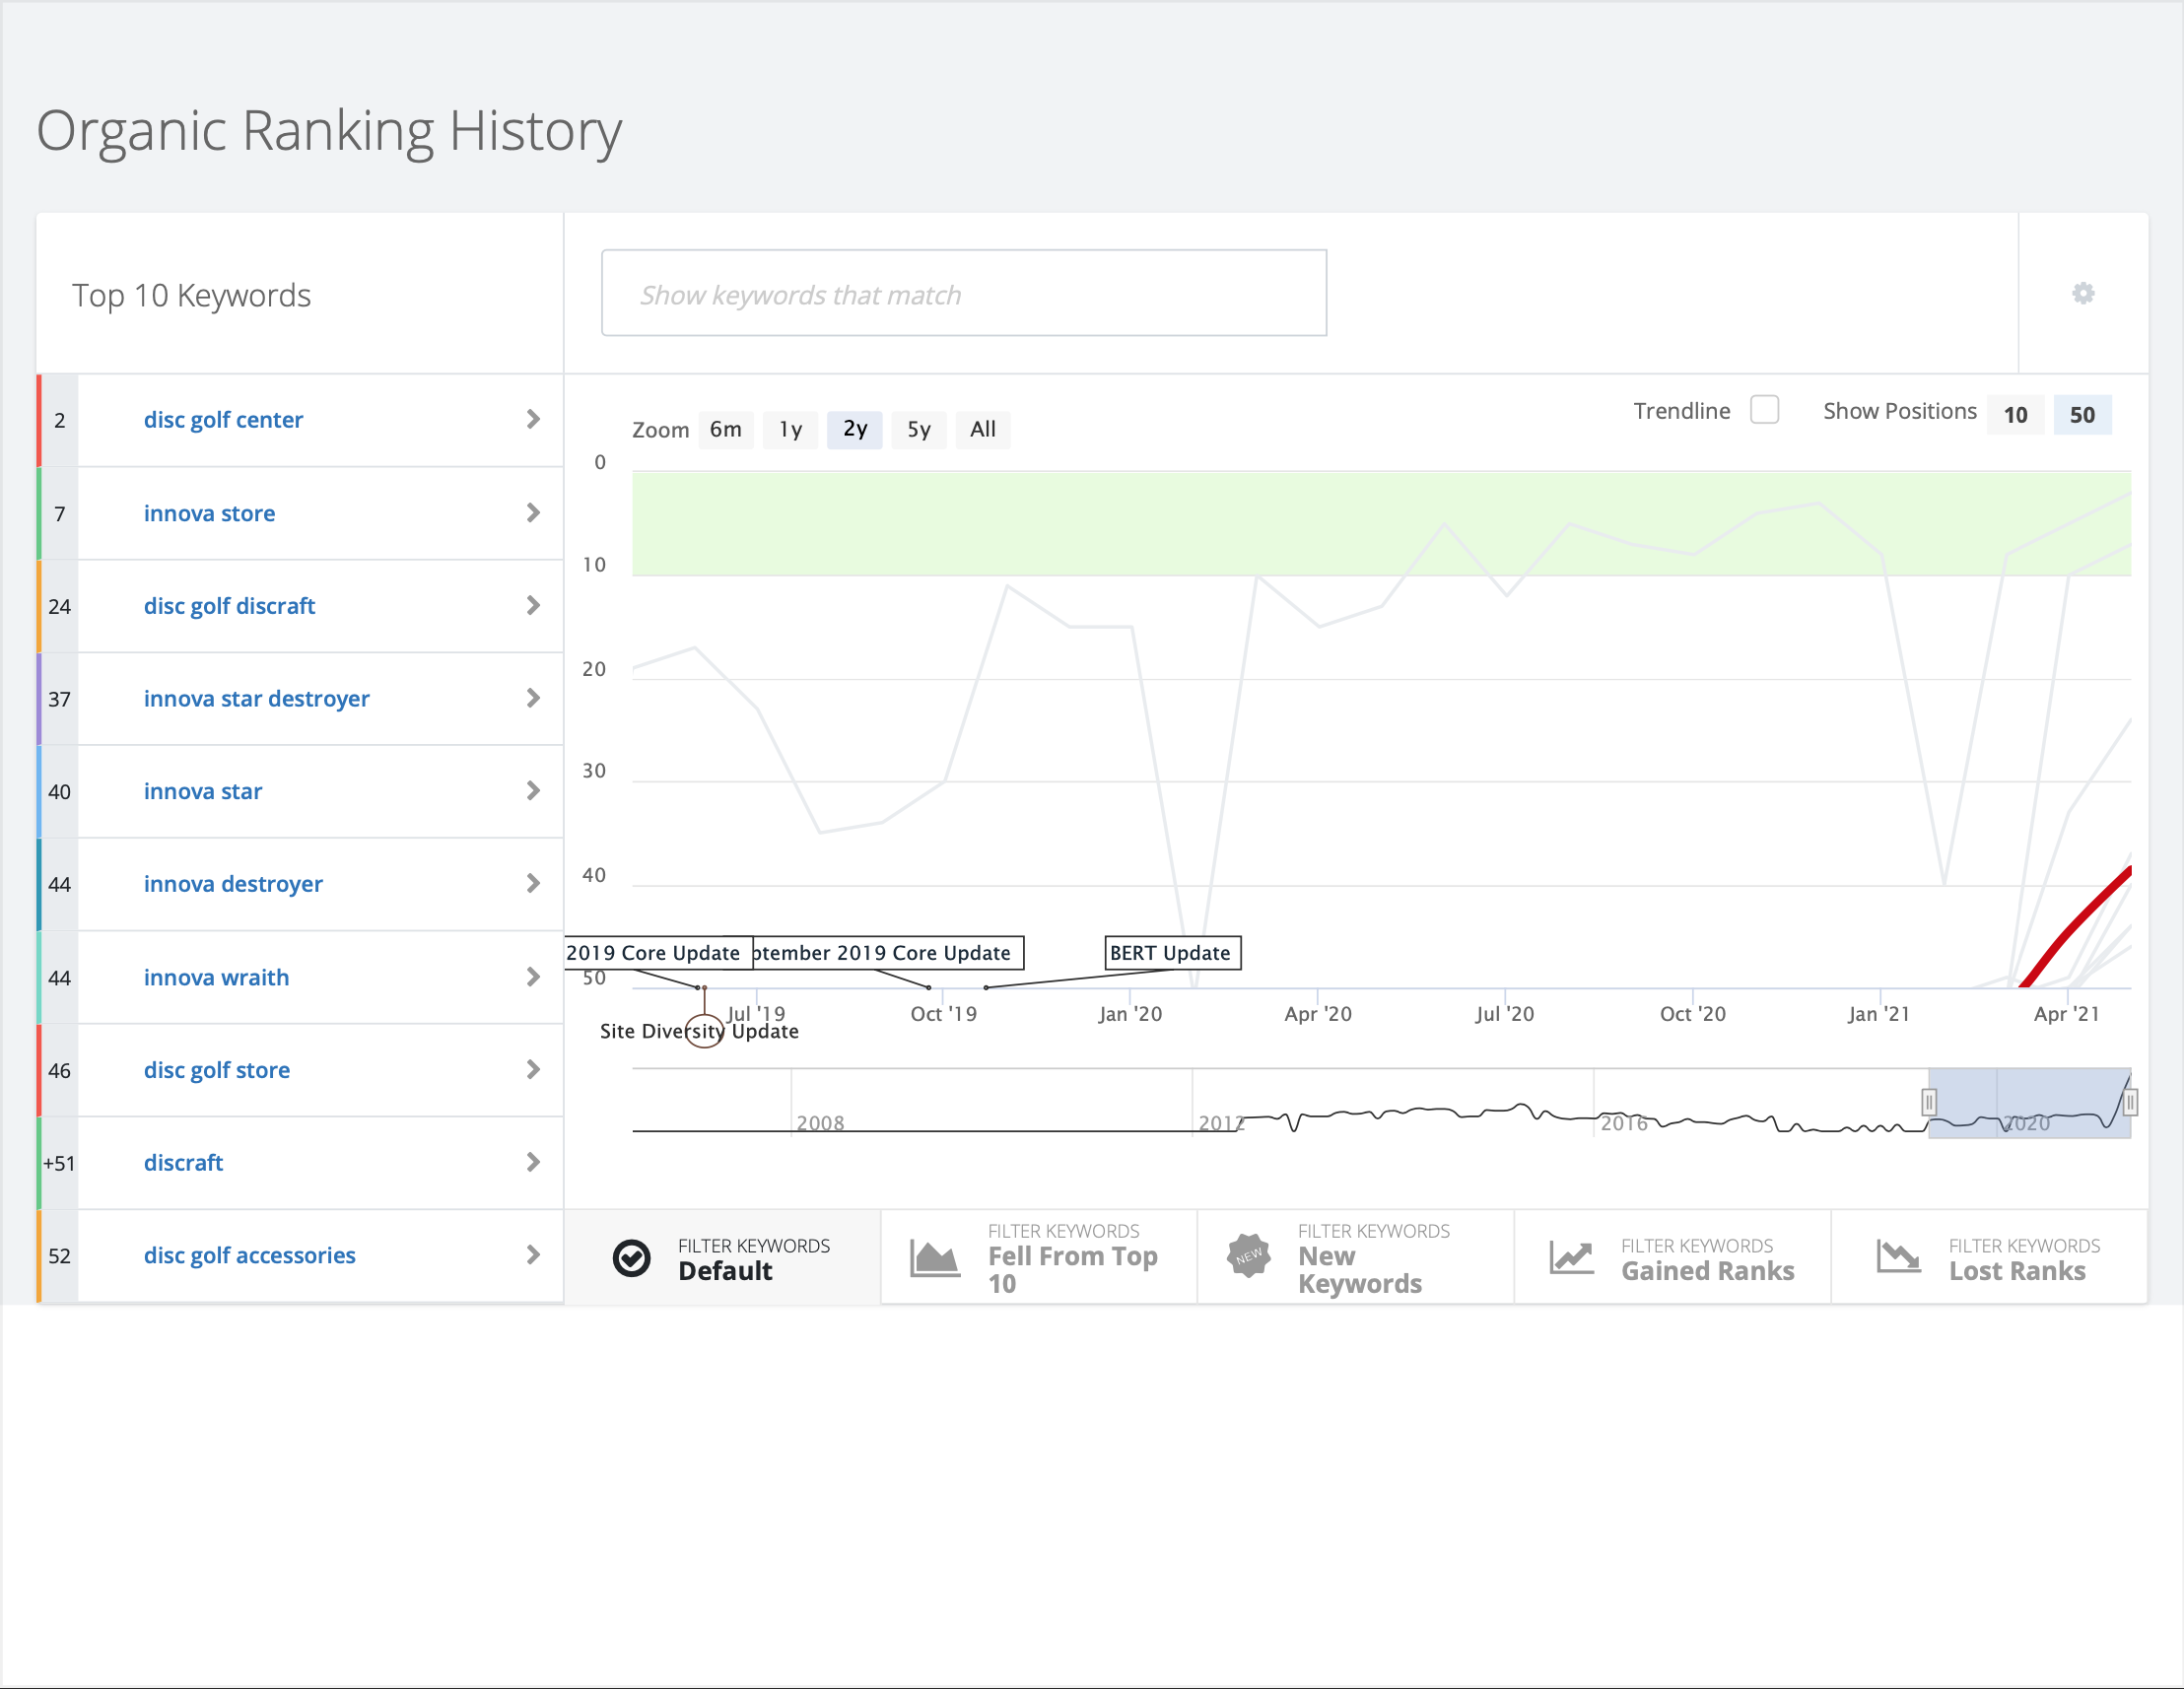 Organic Ranking History
Top 10 Keywords
Show keywords that match
2 disc golf center
7 innova store
24 disc golf discraft
37 innova star destroyer
40 innova star
44 innova destroyer
44 innova wraith
46 disc golf store
+51 discraft
52 disc golf accessories
Zoom 6m 1y 2y 5y All
Trendline Show Positions 10 50
0
10
20
30
40
50
2019 Core Update
ptember 2019 Core Update
BERT Update
Jul '19 Oct '19 Jan '20 Apr '20 Jul '20 Oct '20 Jan '21 Apr '21
Site Diversity Update
2008 2012 2016 2020
FILTER KEYWORDS
Default
FILTER KEYWORDS
Fell From Top
10
NEW
FILTER KEYWORDS
New
Keywords
FILTER KEYWORDS
Gained Ranks
FILTER KEYWORDS
Lost Ranks